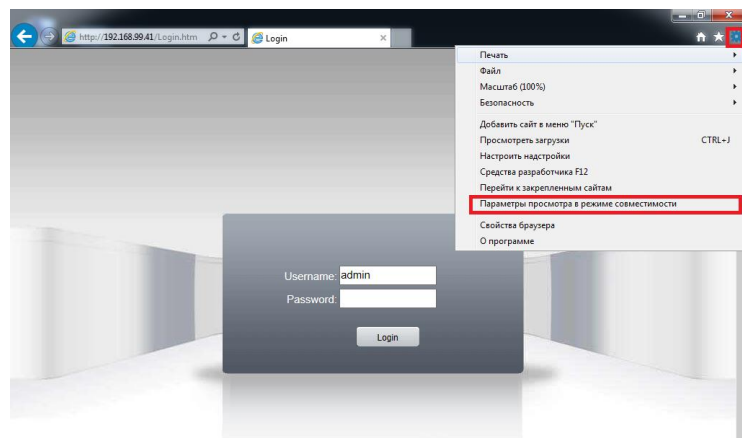 http://192.168.99.41/Login.htm
Login
Печать
Файл
Масштаб (100%)
Безопасность
Добавить сайт в меню "Пуск"
Просмотреть загрузки CTRL+J
Настроить надстройки
Средства разработчика F12
Перейти к закрепленным сайтам
Параметры просмотра в режиме совместимости
Свойства браузера
О программе
Username: admin
Password:
Login